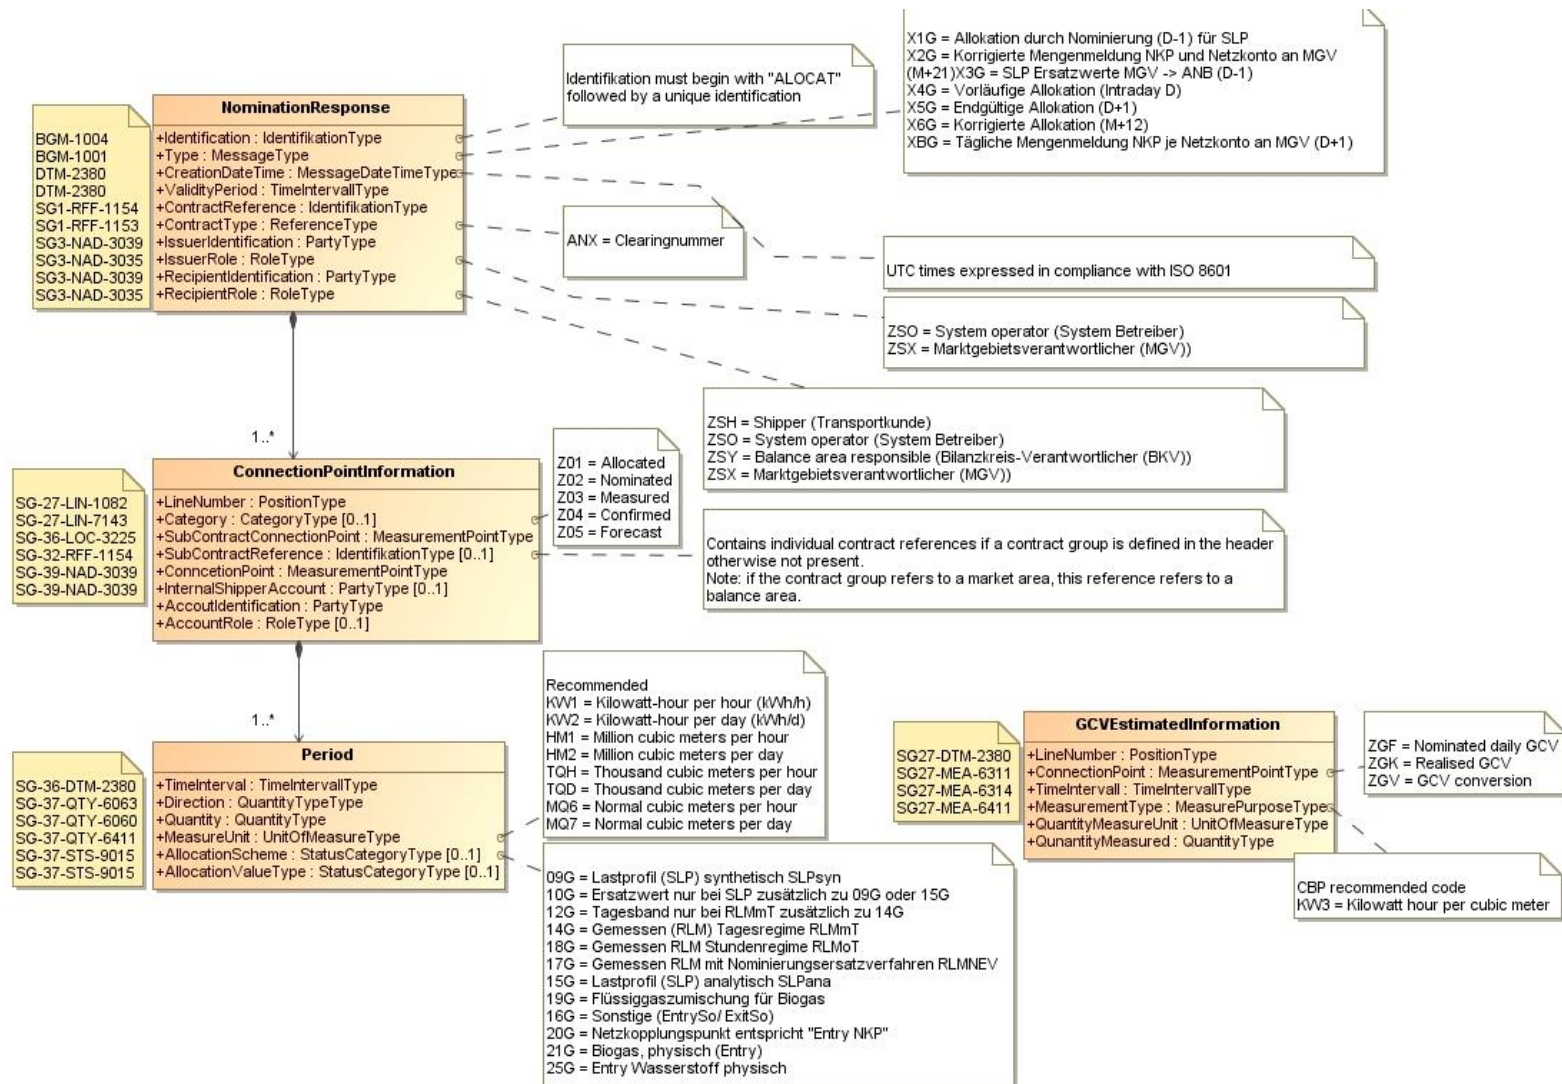 X1G = Allokation durch Nominierung (D-1) für SLP
X2G = Korrigierte Mengenmeldung NKP und Netzkonto an MGV
(M+21)X3G = SLP Ersatzwerte MGV -> ANB (D-1)
X4G = Vorläufige Allokation (Intraday D)
X5G = Endgültige Allokation (D+1)
X6G = Korrigierte Allokation (M+12)
XBG = Tägliche Mengenmeldung NKP je Netzkonto an MGV (D+1)
Identifikation must begin with "ALOCAT"
followed by a unique identification
NominationResponse
BGM-1004
BGM-1001
DTM-2380
DTM-2380
SG1-RFF-1154
SG1-RFF-1153
SG3-NAD-3039
SG3-NAD-3035
SG3-NAD-3039
SG3-NAD-3035
+Identification : IdentifikationType
+Type : MessageType
+CreationDateTime : MessageDateTimeType
+ValidityPeriod : TimeIntervallType
+ContractReference : IdentifikationType
+ContractType : ReferenceType
+IssuerIdentification : PartyType
+IssuerRole : RoleType
+RecipientIdentification : PartyType
+RecipientRole : RoleType
ANX = Clearingnummer
UTC times expressed in compliance with ISO 8601
ZSO = System operator (System Betreiber)
ZSX = Marktgebietsverantwortlicher (MGV))
ZSH = Shipper (Transportkunde)
ZSO = System operator (System Betreiber)
ZSY = Balance area responsible (Bilanzkreis-Verantwortlicher (BKV))
ZSX = Marktgebietsverantwortlicher (MGV))
1..*
ConnectionPointInformation
SG-27-LIN-1082
SG-27-LIN-7143
SG-36-LOC-3225
SG-32-RFF-1154
SG-39-NAD-3039
SG-39-NAD-3039
+LineNumber : PositionType
+Category : CategoryType [0..1]
+SubContractConnectionPoint : MeasurementPointType
+SubContractReference : IdentifikationType [0..1]
+ConncetionPoint : MeasurementPointType
+InternalShipperAccount : PartyType [0..1]
+AccoutIdentification : PartyType
+AccountRole : RoleType [0..1]
Z01 = Allocated
Z02 = Nominated
Z03 = Measured
Z04 = Confirmed
Z05 = Forecast
Contains individual contract references if a contract group is defined in the header
otherwise not present.
Note: if the contract group refers to a market area, this reference refers to a
balance area.
1..*
Period
SG-36-DTM-2380
SG-37-QTY-6063
SG-37-QTY-6060
SG-37-QTY-6411
SG-37-STS-9015
SG-37-STS-9015
+TimeInterval : TimeIntervallType
+Direction : QuantityTypeType
+Quantity : QuantityType
+MeasureUnit : UnitOfMeasureType
+AllocationScheme : StatusCategoryType [0..1]
+AllocationValueType : StatusCategoryType [0..1]
Recommended
KW1 = Kilowatt-hour per hour (kWh/h)
KW2 = Kilowatt-hour per day (kWh/d)
HM1 = Million cubic meters per hour
HM2 = Million cubic meters per day
TQH = Thousand cubic meters per hour
TQD = Thousand cubic meters per day
MQ6 = Normal cubic meters per hour
MQ7 = Normal cubic meters per day
09G = Lastprofil (SLP) synthetisch SLPsyn
10G = Ersatzwert nur bei SLP zusätzlich zu 09G oder 15G
12G = Tagesband nur bei RLMmT zusätzlich zu 14G
14G = Gemessen (RLM) Tagesregime RLMmT
18G = Gemessen RLM Stundenregime RLMoT
17G = Gemessen RLM mit Nominierungsersatzverfahren RLMNEV
15G = Lastprofil (SLP) analytisch SLPana
19G = Flüssiggaszumischung für Biogas
16G = Sonstige (EntrySo/ ExitSo)
20G = Netzkopplungspunkt entspricht "Entry NKP"
21G = Biogas, physisch (Entry)
25G = Entry Wasserstoff physisch
GCVEstimatedInformation
SG27-DTM-2380
SG27-MEA-6311
SG27-MEA-6314
SG27-MEA-6411
+LineNumber : PositionType
+ConnectionPoint : MeasurementPointType
+TimeIntervall : TimeIntervallType
+MeasurementType : MeasurePurposeType
+QuantityMeasureUnit : UnitOfMeasureType
+QunantityMeasured : QuantityType
ZGF = Nominated daily GCV
ZGK = Realised GCV
ZGV = GCV conversion
CBP recommended code
KW3 = Kilowatt hour per cubic meter